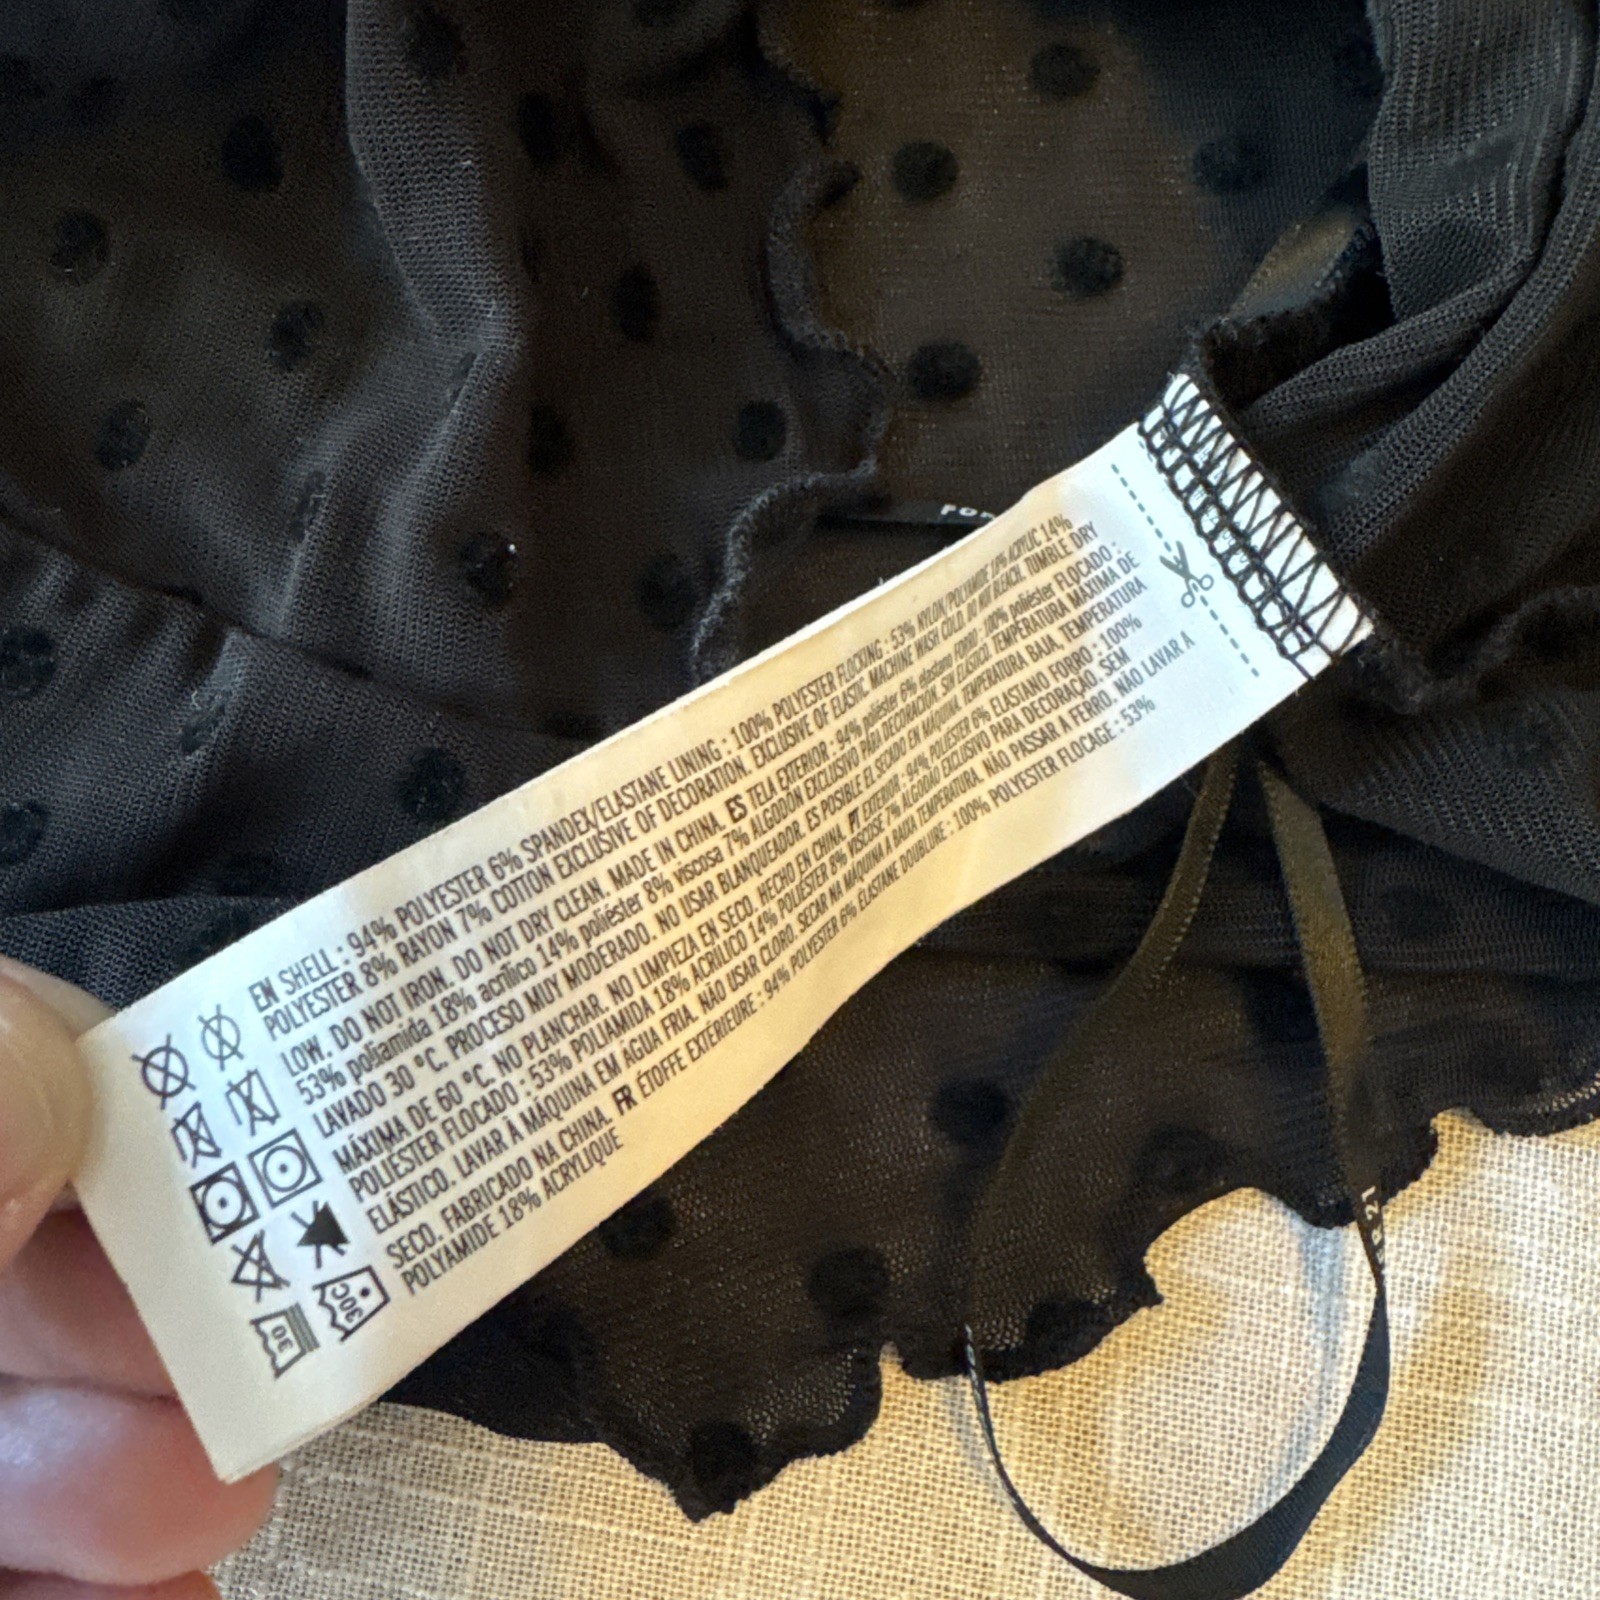 FOR
EN SHELL : 94% POLYESTER 6% SPANDEX/ELASTANE LINING : 100% POLYESTER FLOCKING : 53% NYLON/POLYAMIDE 18% ACRYLIC 14%
POLYESTER 8% RAYON 7% COTTON EXCLUSIVE OF DECORATION. EXCLUSIVE OF ELASTIC. MACHINE WASH COLD. DO NOT BLEACH. TUMBLE DRY
LOW. DO NOT IRON. DO NOT DRY CLEAN. MADE IN CHINA. ES TELA EXTERIOR : 94% poliéster 6% elastano FORRO : 100% poliéster FLOCADO :
53% poliamida 18% acrílico 14% poliéster 8% viscosa 7% ALGODÓN EXCLUSIVO PARA DECORACIÓN. SIN ELÁSTICO. TEMPERATURA MÁXIMA DE
LAVADO 30 °C. PROCESO MUY MODERADO. NO USAR BLANQUEADOR. ES POSIBLE EL SECADO EN MÁQUINA. TEMPERATURA BAJA, TEMPERATURA
MÁXIMA DE 60 °C. NO PLANCHAR. NO LIMPIEZA EN SECO. HECHO EN CHINA. PT EXTERIOR : 94% POLIÉSTER 6% ELASTANO FORRO : 100%
POLIÉSTER FLOCADO : 53% POLIAMIDA 18% ACRÍLICO 14% POLIÉSTER 8% VISCOSE 7% ALGODÃO EXCLUSIVO PARA DECORAÇÃO. SEM
ELÁSTICO. LAVAR À MÁQUINA EM ÁGUA FRIA. NÃO USAR CLORO. SECAR NA MÁQUINA A BAIXA TEMPERATURA. NÃO PASSAR A FERRO. NÃO LAVAR A
SECO. FABRICADO NA CHINA. FR ÉTOFFE EXTÉRIEURE : 94% POLYESTER 6% ÉLASTANE DOUBLURE : 100% POLYESTER FLOCAGE : 53%
POLYAMIDE 18% ACRYLIQUE
30
30C
21